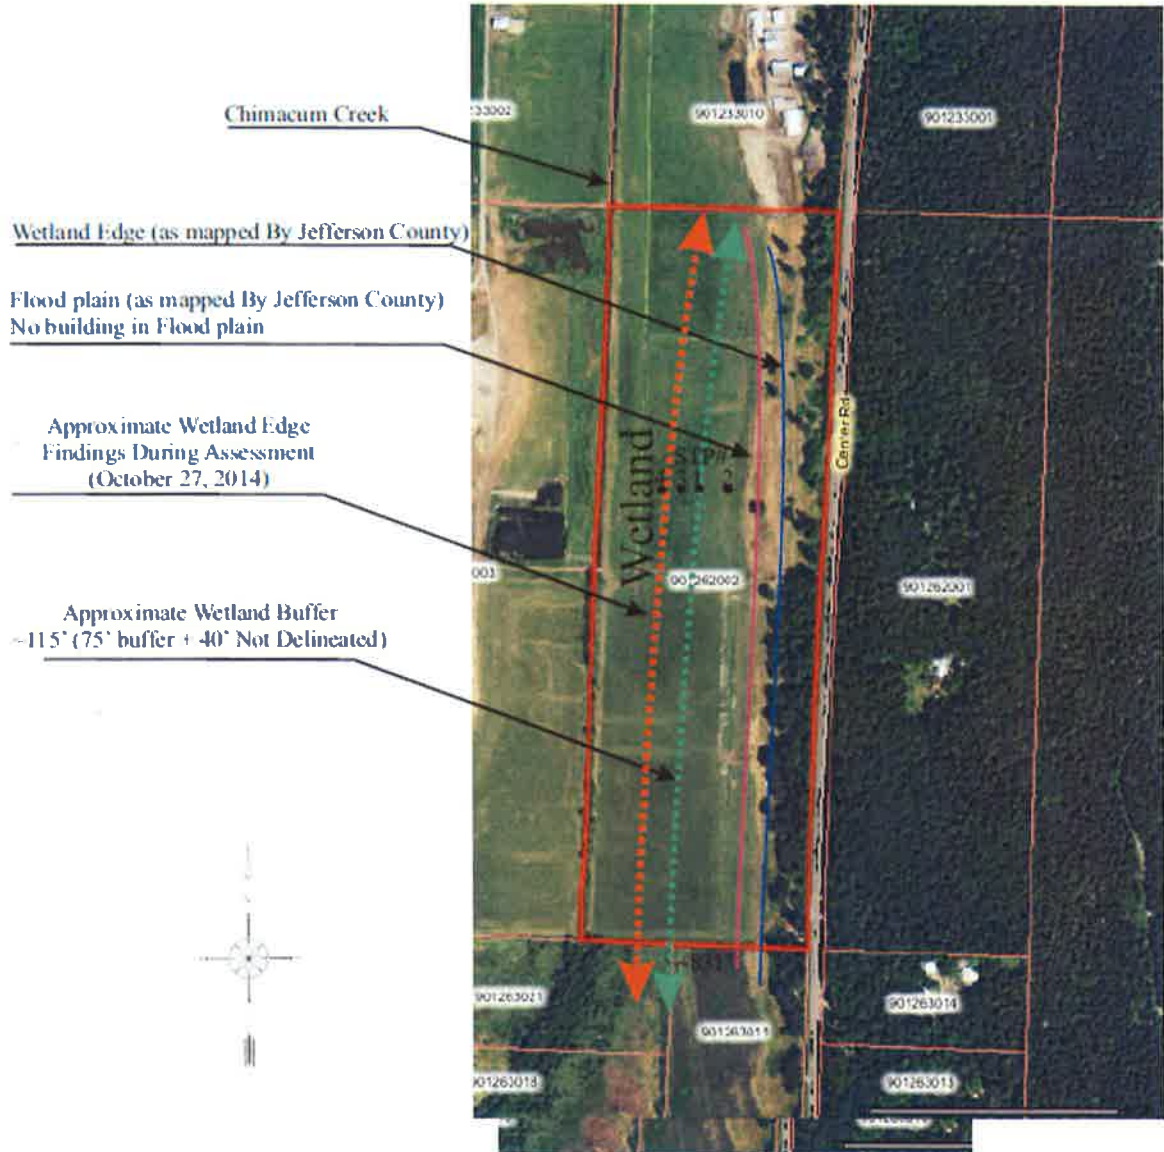 Chimacum Creek
Wetland Edge (as mapped By Jefferson County)
Flood plain (as mapped By Jefferson County)
No building in Flood plain
Approximate Wetland Edge
Findings During Assessment
(October 27, 2014)
Approximate Wetland Buffer
~115' (75' buffer + 40' Not Delineated)
901233010
901262002
Wetland
Center Rd
901262001
901263021
901263011
901263014
901263018
901263013